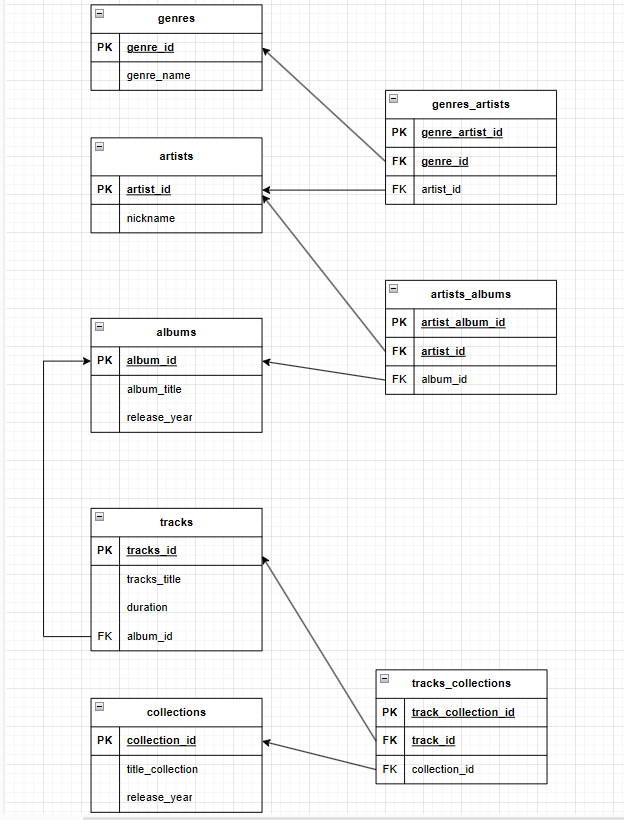 genres
PK genre_id
genre_name
genres_artists
PK genre_artist_id
FK genre_id
FK artist_id
artists
PK artist_id
nickname
artists_albums
PK artist_album_id
FK artist_id
FK album_id
albums
PK album_id
album_title
release_year
tracks
PK tracks_id
tracks_title
duration
FK album_id
tracks_collections
PK track_collection_id
FK track_id
FK collection_id
collections
PK collection_id
title_collection
release_year